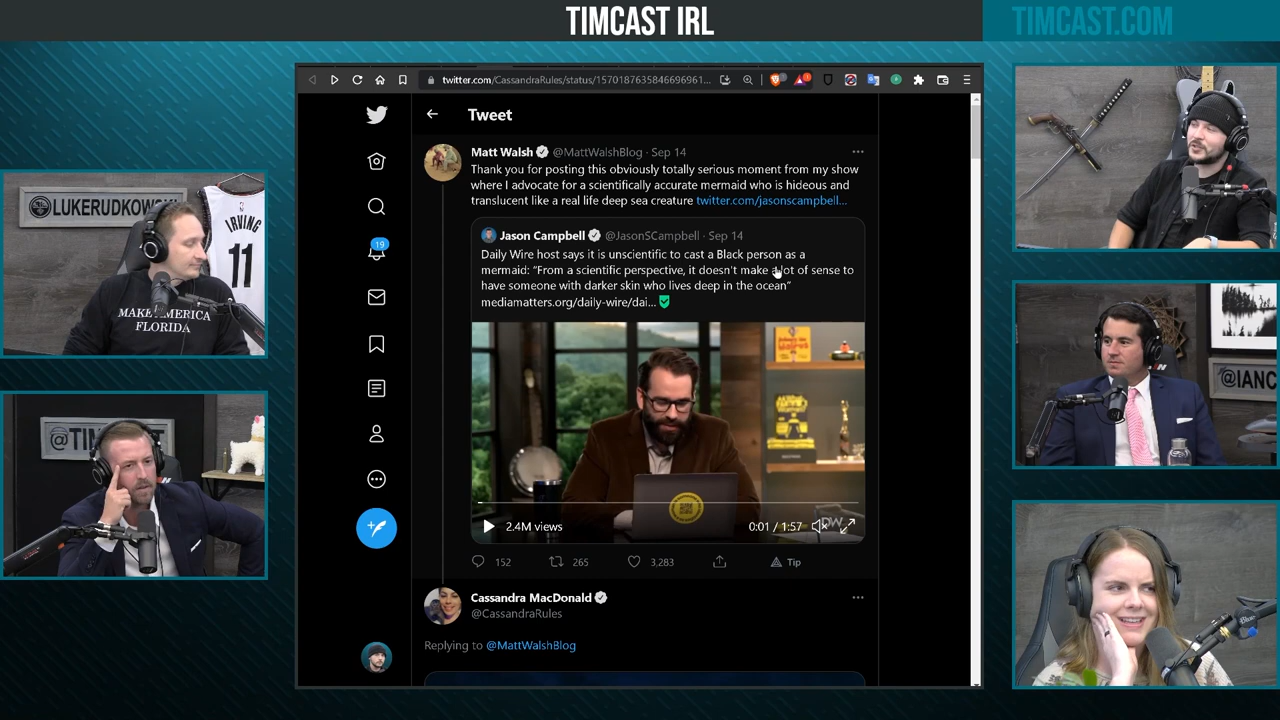 TIMCAST IRL
TIMCAST.COM
twitter.com/CassandraRules/status/1570187635846696961...
Tweet
Matt Walsh @MattWalshBlog · Sep 14
Thank you for posting this obviously totally serious moment from my show
where I advocate for a scientifically accurate mermaid who is hideous and
translucent like a real life deep sea creature twitter.com/jasonscampbell...
Jason Campbell @JasonSCampbell · Sep 14
Daily Wire host says it is unscientific to cast a Black person as a
mermaid: “From a scientific perspective, it doesn't make a lot of sense to
have someone with darker skin who lives deep in the ocean”
mediamatters.org/daily-wire/dai...
2.4M views
0:01 / 1:57
152
265
3,283
Tip
Cassandra MacDonald
@CassandraRules
Replying to @MattWalshBlog
19
@LUKERUDKOWSKI
IRVING
11
MAKE AMERICA
FLORIDA
@TIM
@IANC
Blue